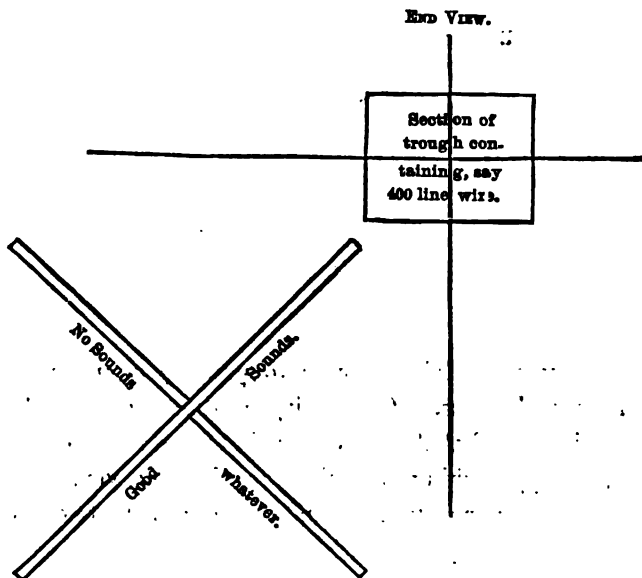 END VIEW.
Section of
trough con-
taining, say
400 line wires.
No Sounds
whatever.
Good
Sounds.